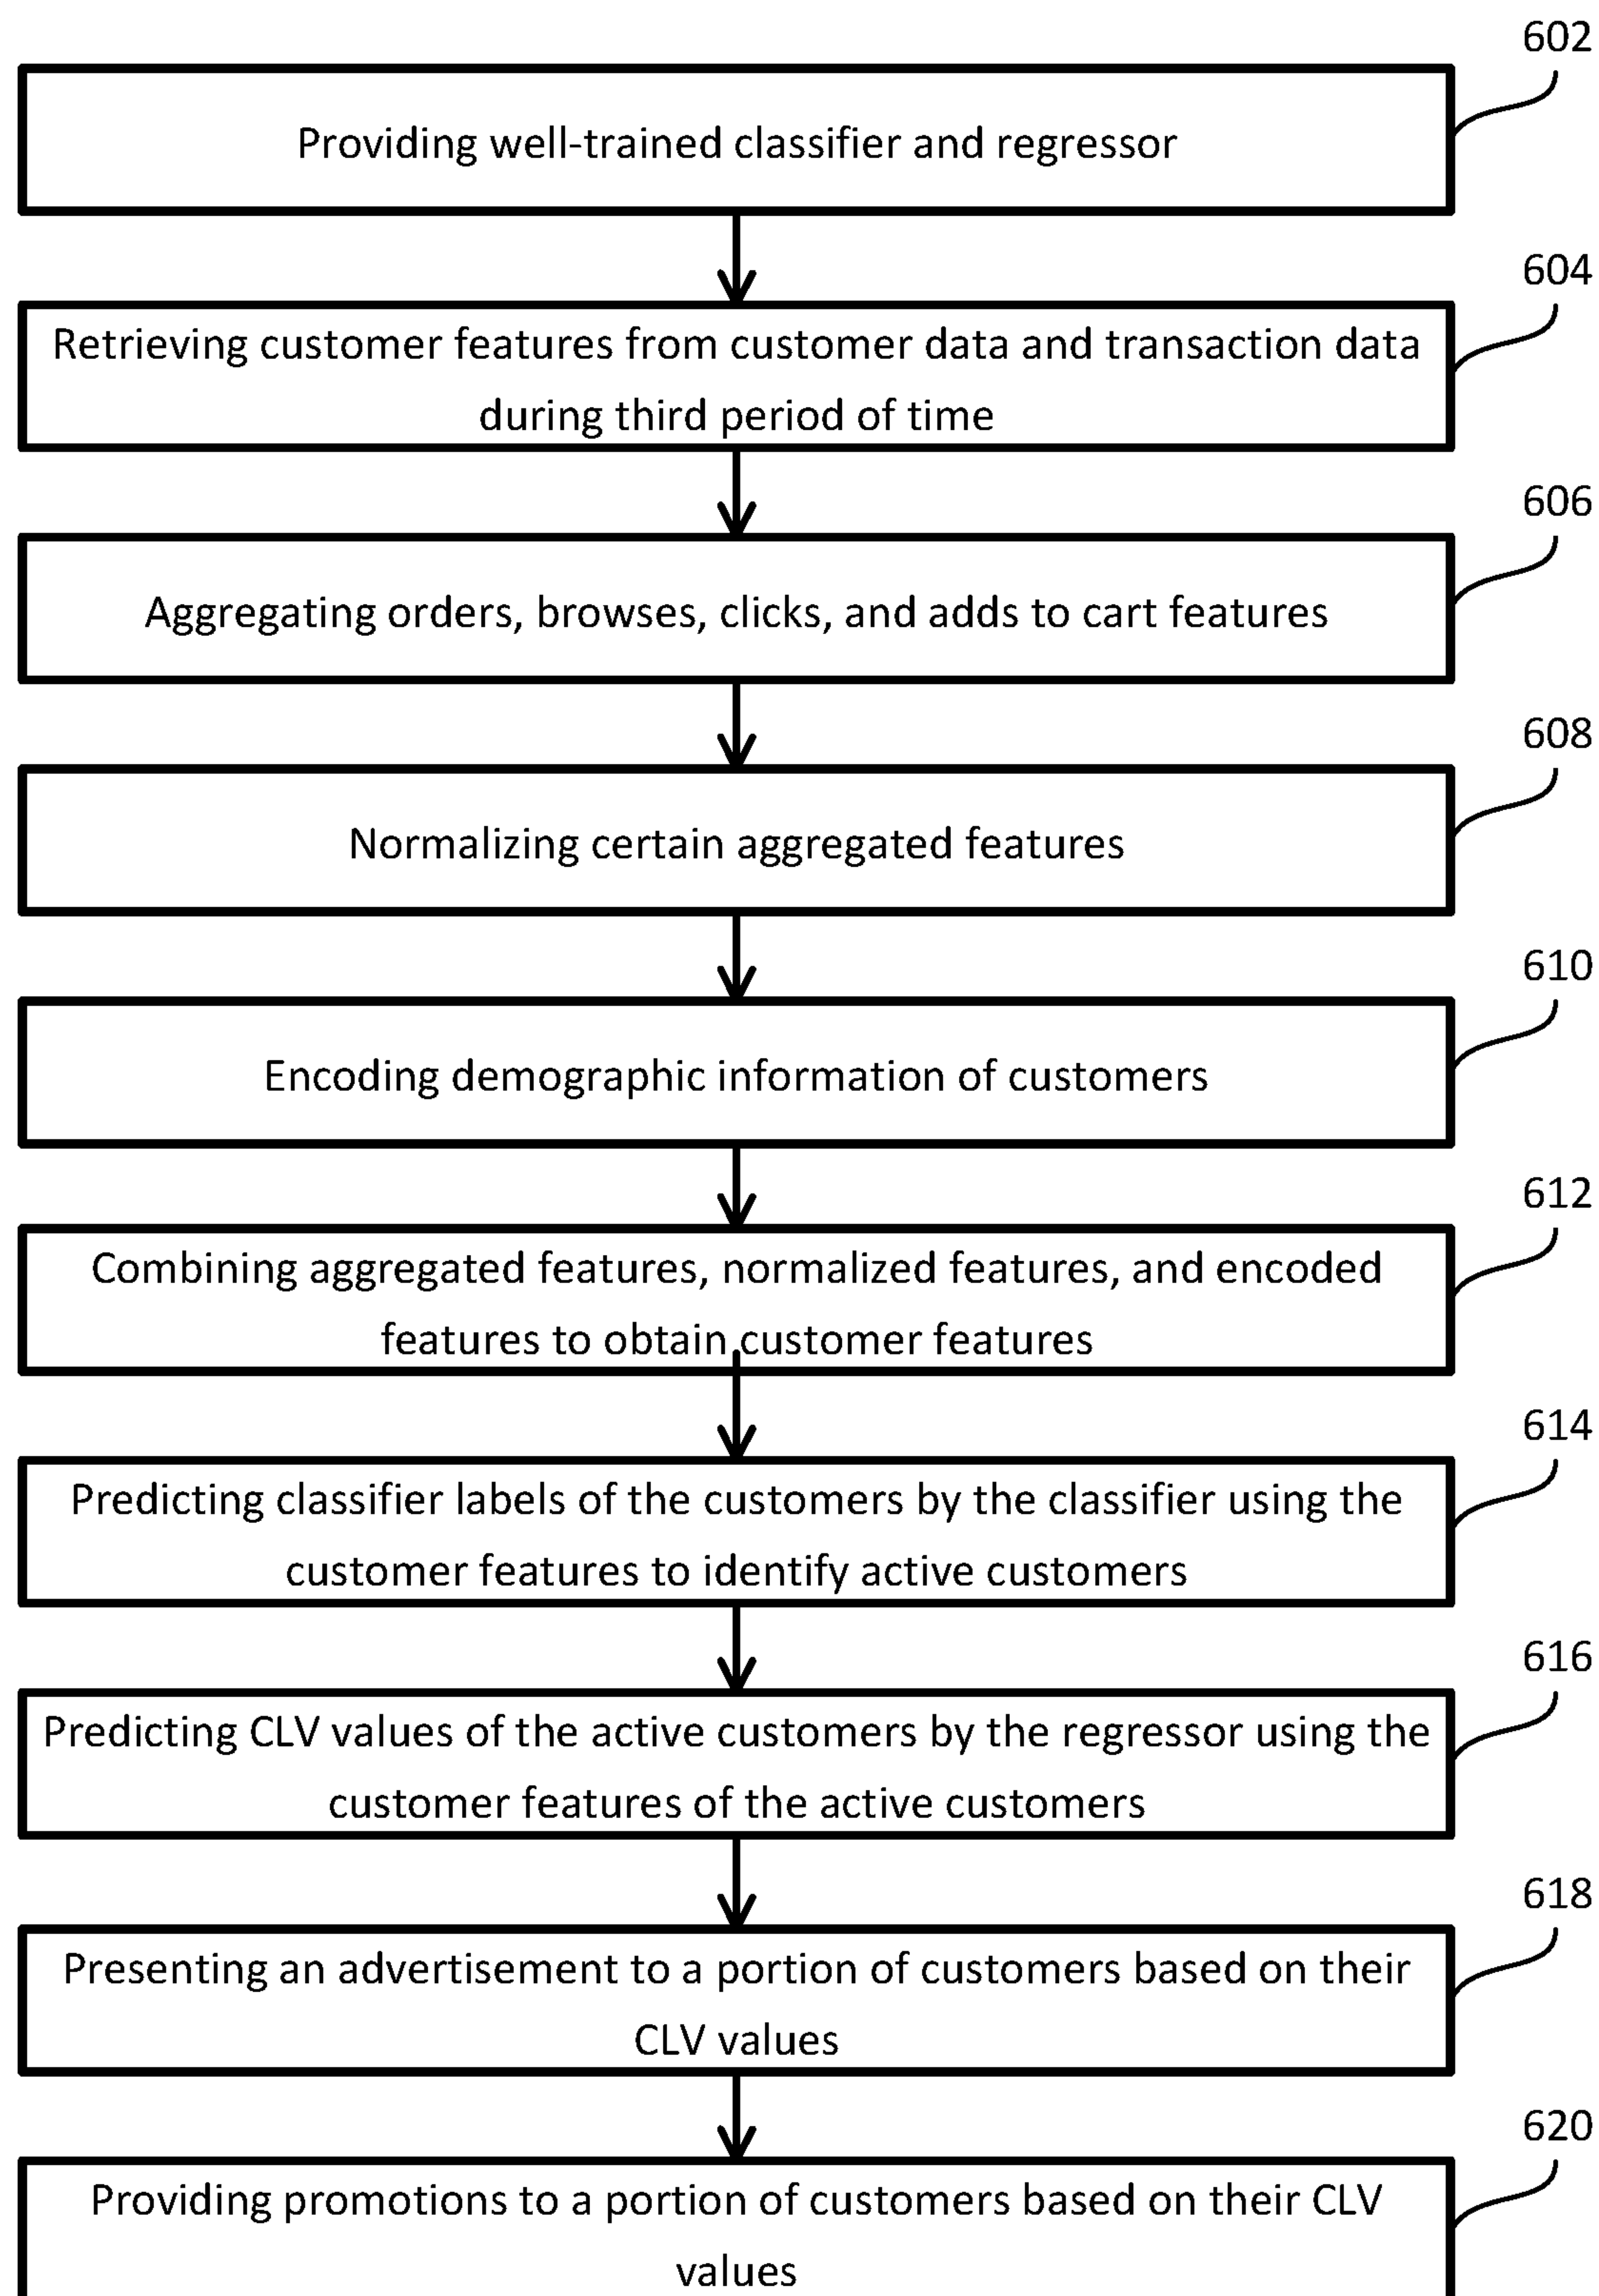 602
Providing well-trained classifier and regressor
604
Retrieving customer features from customer data and transaction data
during third period of time
606
Aggregating orders, browses, clicks, and adds to cart features
608
Normalizing certain aggregated features
610
Encoding demographic information of customers
612
Combining aggregated features, normalized features, and encoded
features to obtain customer features
614
Predicting classifier labels of the customers by the classifier using the
customer features to identify active customers
616
Predicting CLV values of the active customers by the regressor using the
customer features of the active customers
618
Presenting an advertisement to a portion of customers based on their
CLV values
620
Providing promotions to a portion of customers based on their CLV
values